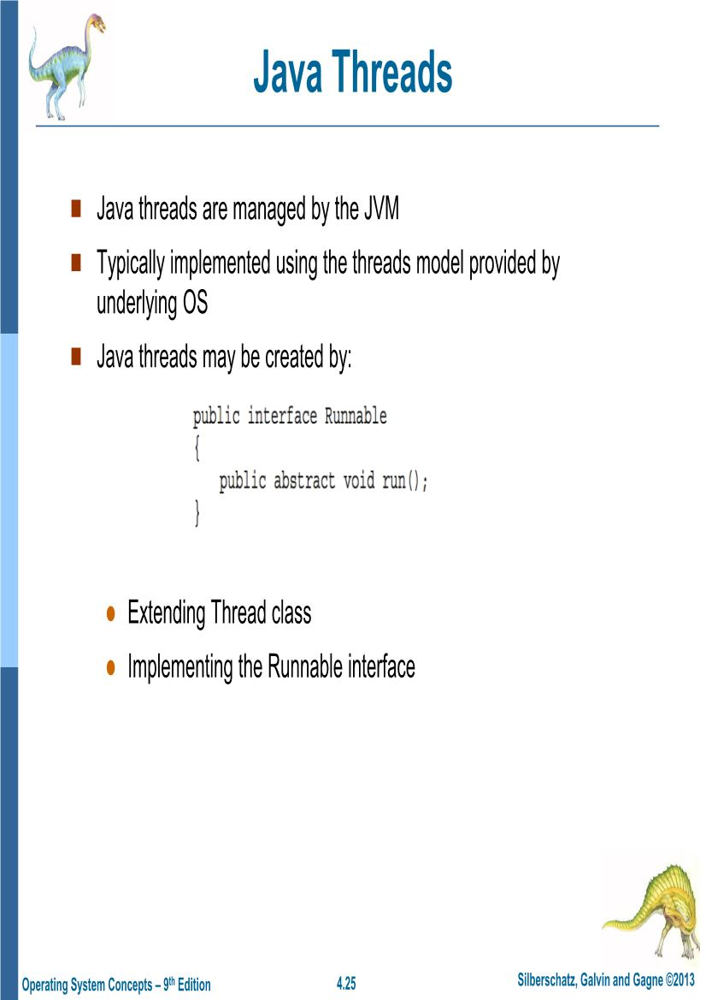 Java Threads
Java threads are managed by the JVM
Typically implemented using the threads model provided by
underlying OS
Java threads may be created by:
public interface Runnable
{
public abstract void run();
}
Extending Thread class
Implementing the Runnable interface
Operating System Concepts – 9th Edition
4.25
Silberschatz, Galvin and Gagne ©2013